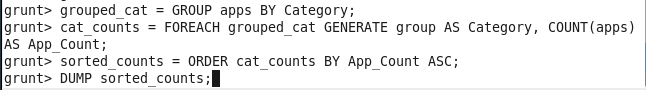 grunt> grouped_cat = GROUP apps BY Category;
grunt> cat_counts = FOREACH grouped_cat GENERATE group AS Category, COUNT(apps)
AS App_Count;
grunt> sorted_counts = ORDER cat_counts BY App_Count ASC;
grunt> DUMP sorted_counts;